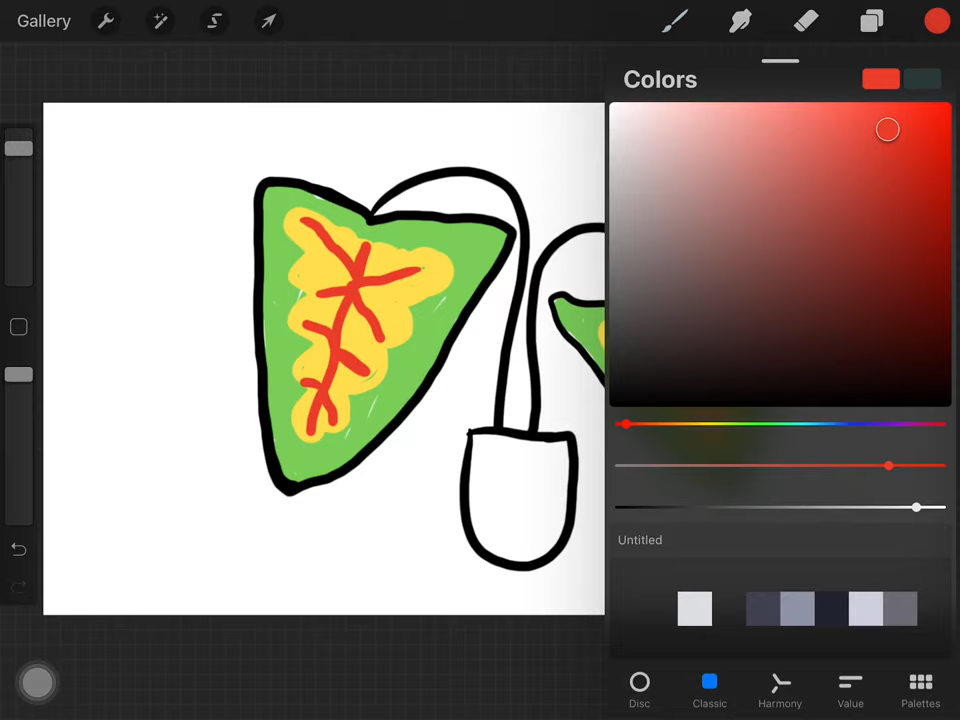 Gallery
Colors
Untitled
Disc
Classic
Harmony
Value
Palettes